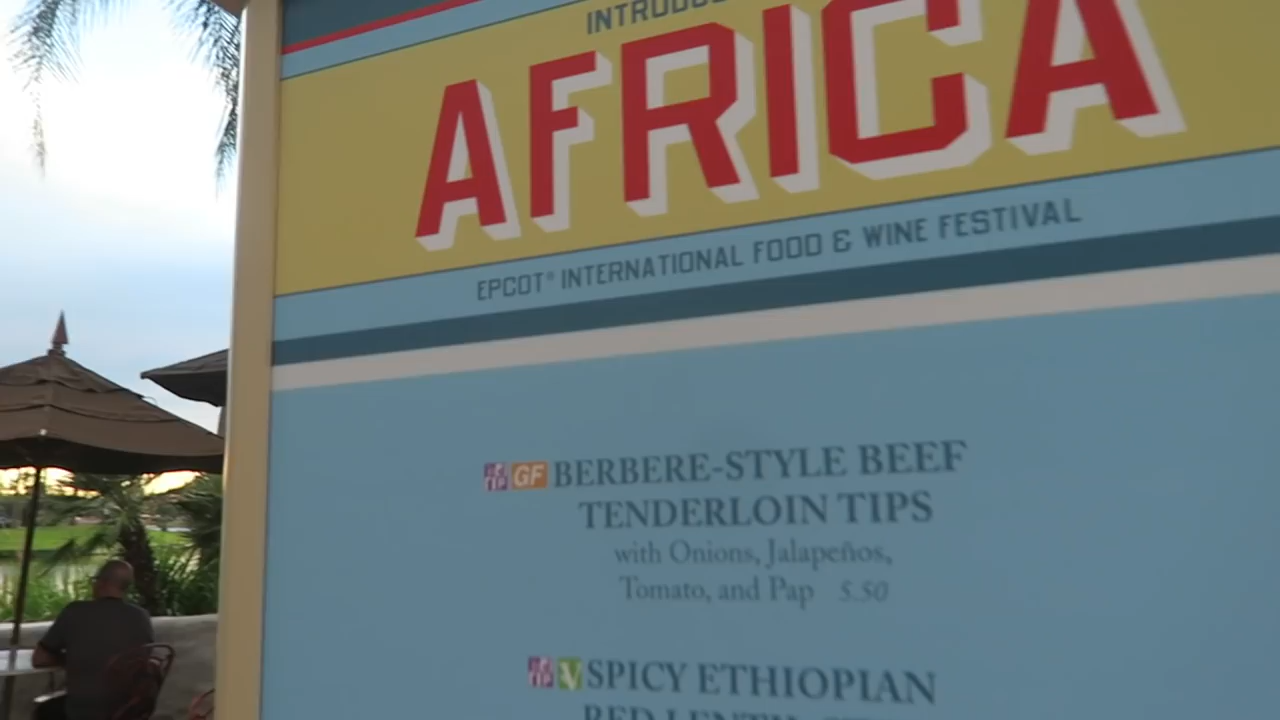 AFRICA
EPCOT® INTERNATIONAL FOOD & WINE FESTIVAL
GF BERBERE-STYLE BEEF
TENDERLOIN TIPS
with Onions, Jalapeños,
Tomato, and Pap 5.50
V SPICY ETHIOPIAN
RED LENTIL